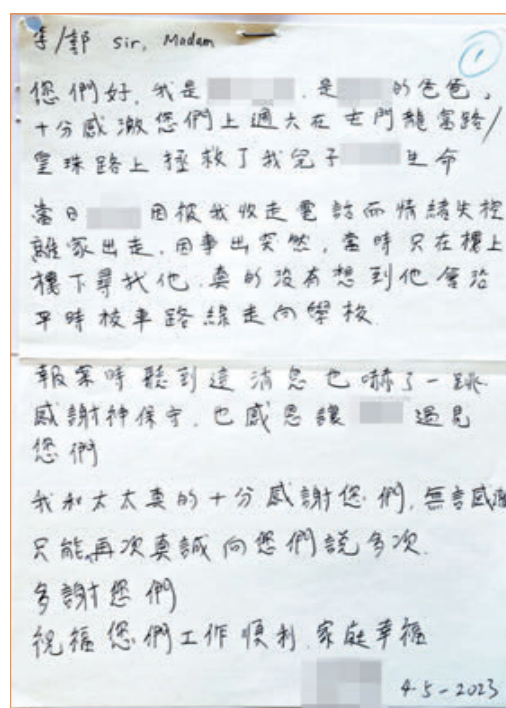 李/郭 Sir, Madam
1
您們好, 我是 . 是 的爸爸,
十分感激您們上週六在屯門龍富路/
皇珠路上拯救了我兒子 生命
當日 因被我收走電話而情緒失控
離家出走. 因事出突然, 當時只在樓上
樓下尋找他. 真的沒有想到他會沿
平時校車路線走向學校.
報案時聽到這消息也嚇了一跳.
感謝神保守. 也感恩讓 遇見
您們
我和太太真的十分感謝您們, 無言感激
只能再次真誠向您們說多次.
多謝您們
祝福您們工作順利. 家庭幸福
4-5-2023